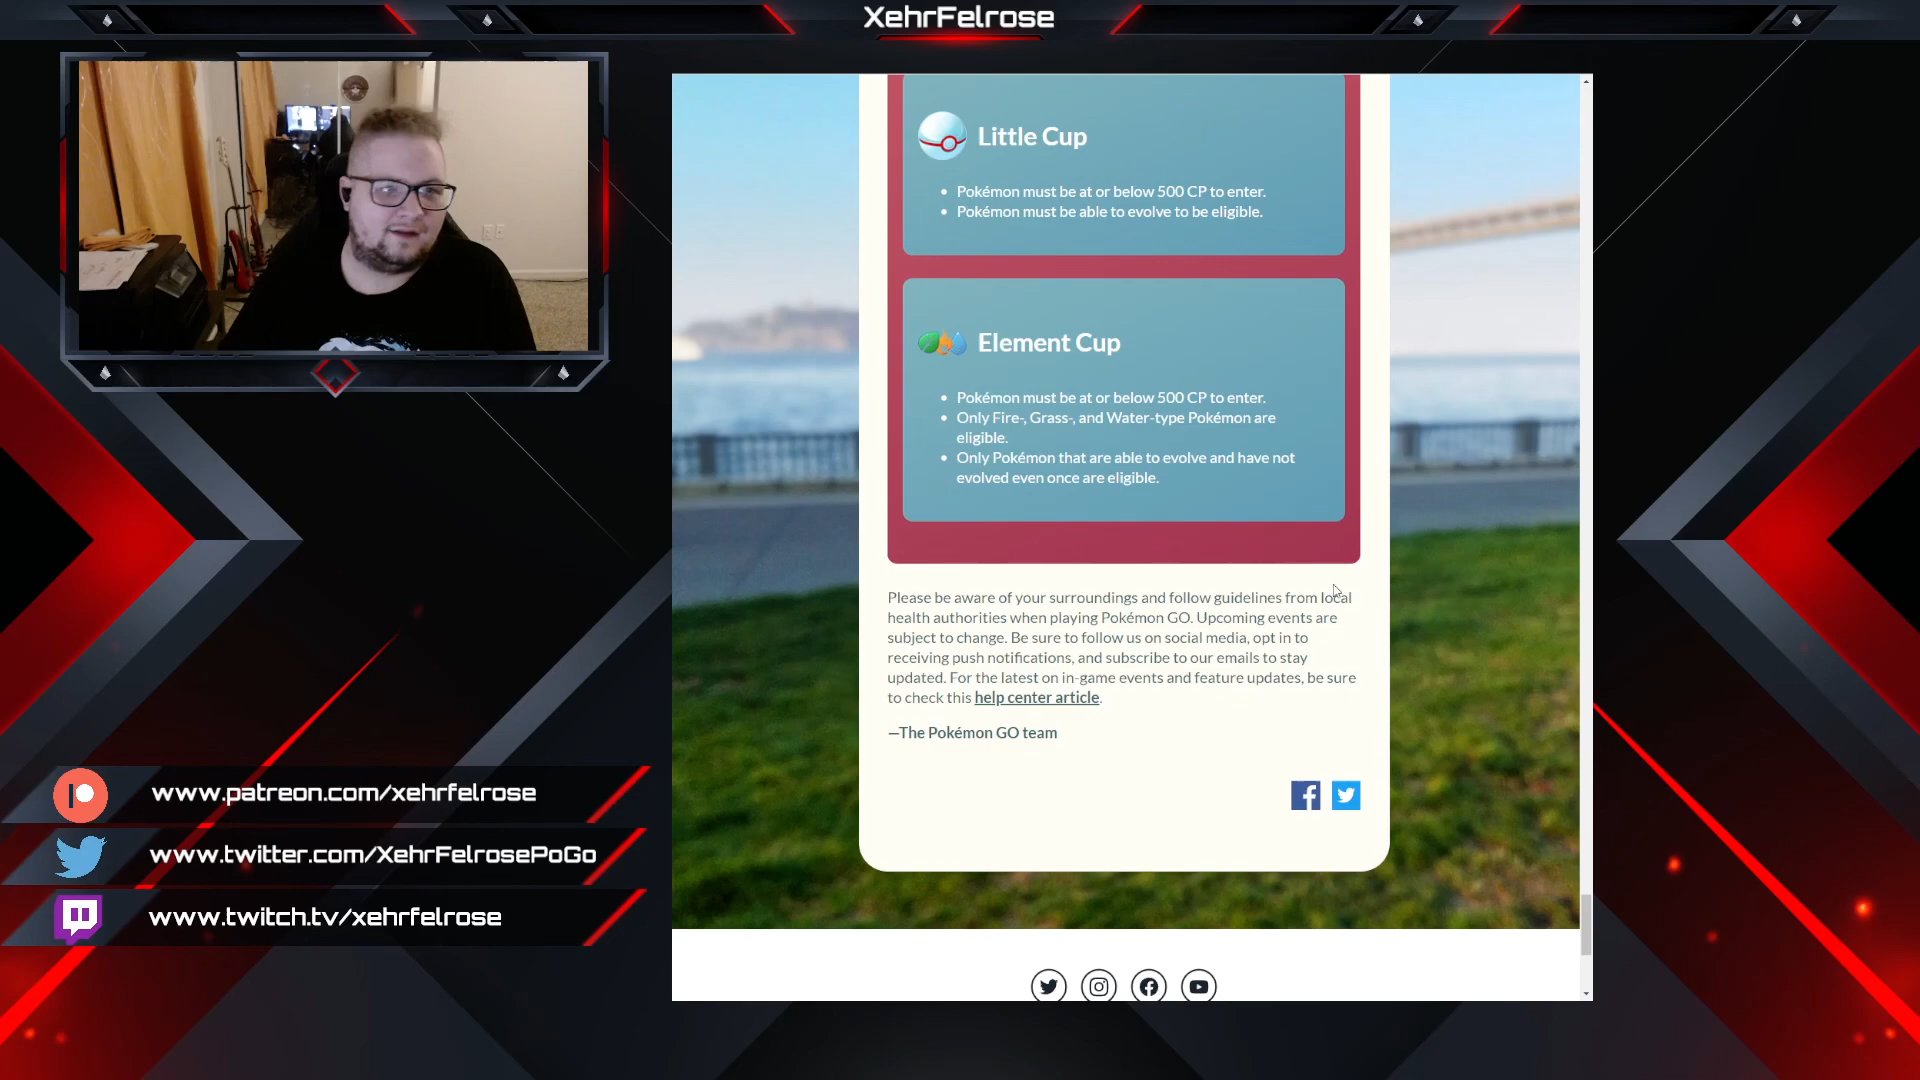 XehrFelrose
Little Cup
• Pokémon must be at or below 500 CP to enter.
• Pokémon must be able to evolve to be eligible.
Element Cup
• Pokémon must be at or below 500 CP to enter.
• Only Fire-, Grass-, and Water-type Pokémon are
eligible.
• Only Pokémon that are able to evolve and have not
evolved even once are eligible.
Please be aware of your surroundings and follow guidelines from local
health authorities when playing Pokémon GO. Upcoming events are
subject to change. Be sure to follow us on social media, opt in to
receiving push notifications, and subscribe to our emails to stay
updated. For the latest on in-game events and feature updates, be sure
to check this help center article.
—The Pokémon GO team
www.patreon.com/xehrfelrose
www.twitter.com/XehrFelrosePoGo
www.twitch.tv/xehrfelrose